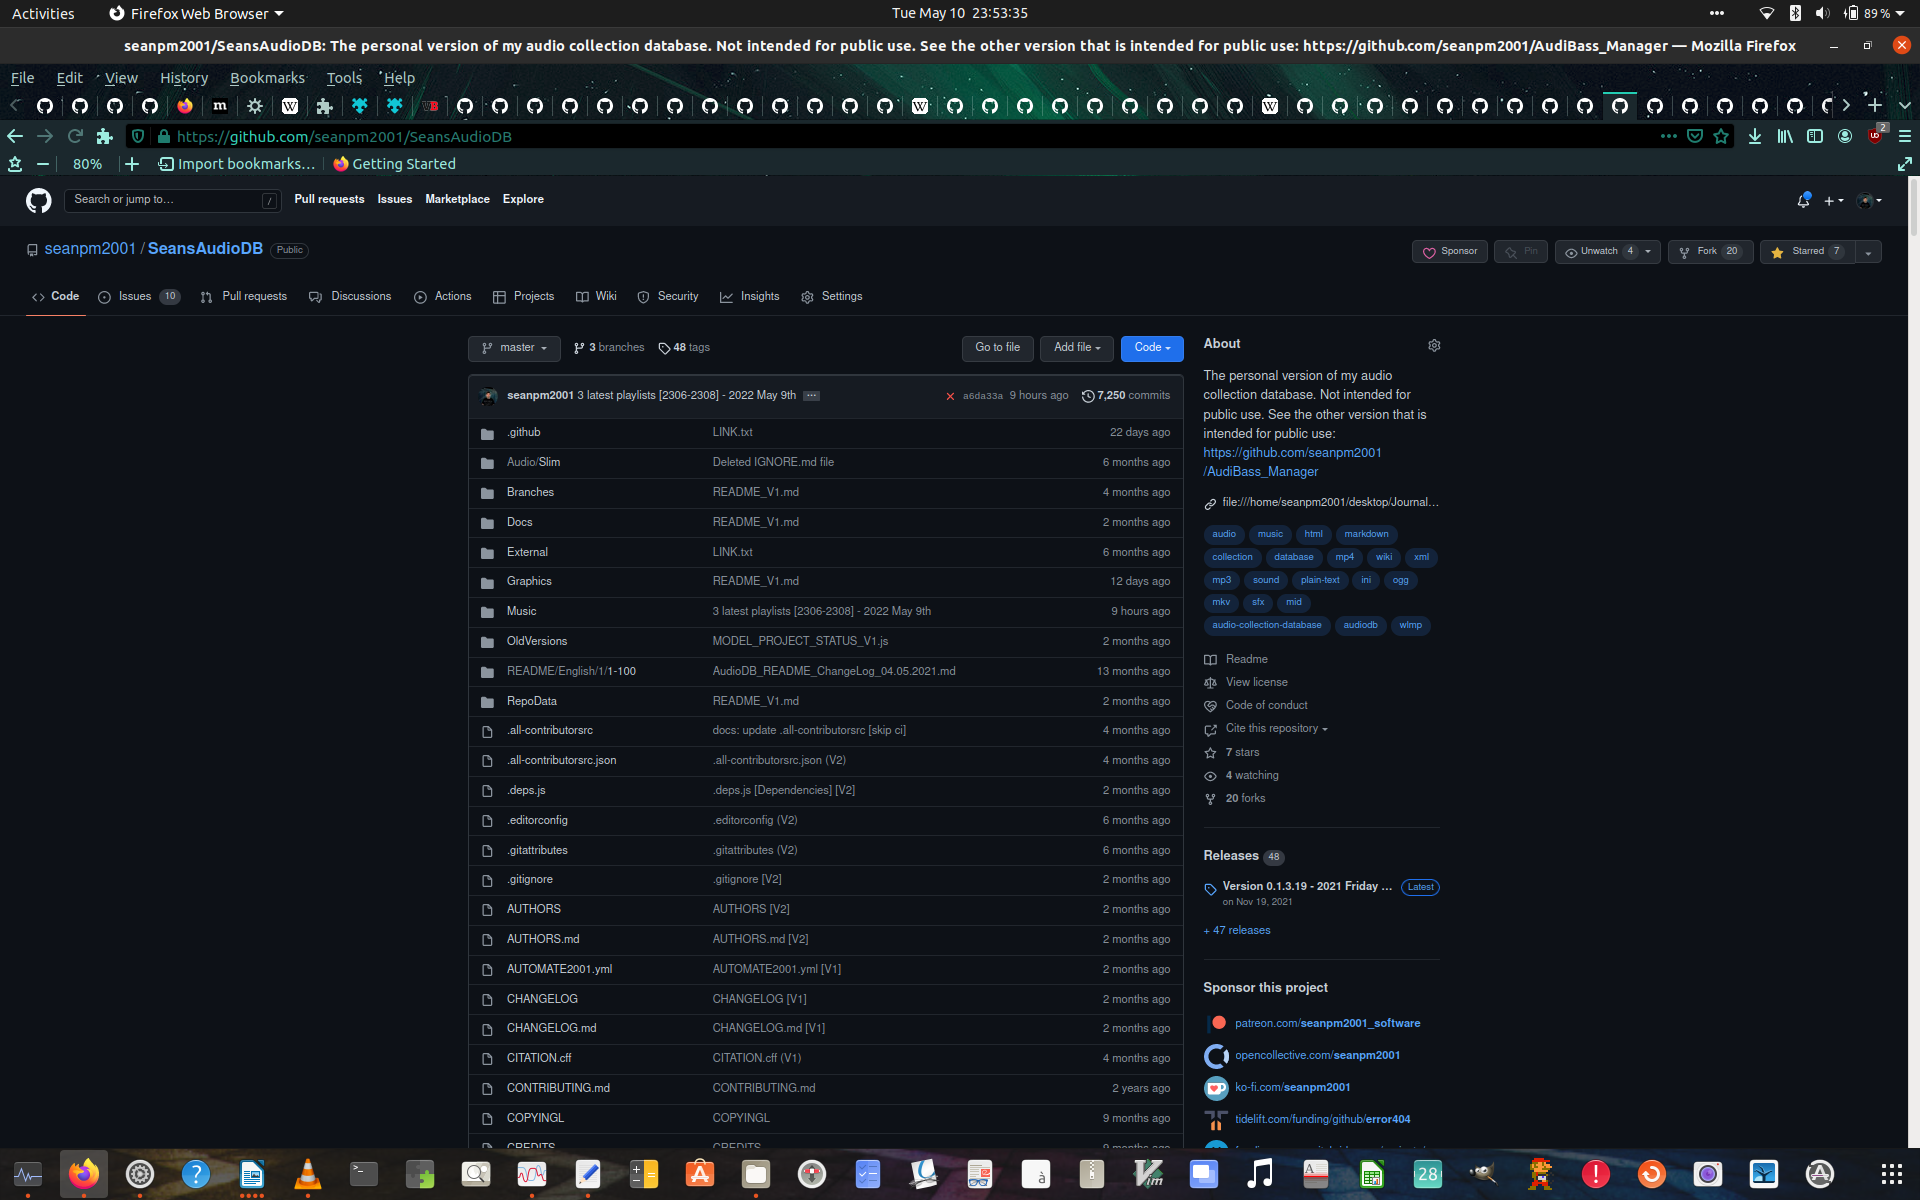 Activities Firefox Web Browser Tue May 10 23:53:35 89 %
seanpm2001/SeansAudioDB: The personal version of my audio collection database. Not intended for public use. See the other version that is intended for public use: https://github.com/seanpm2001/AudiBass_Manager — Mozilla Firefox
File Edit View History Bookmarks Tools Help
https://github.com/seanpm2001/SeansAudioDB 2
80% Import bookmarks... Getting Started
Search or jump to... / Pull requests Issues Marketplace Explore
seanpm2001 / SeansAudioDB Public Sponsor Pin Unwatch 4 Fork 20 Starred 7
Code Issues 10 Pull requests Discussions Actions Projects Wiki Security Insights Settings
master 3 branches 48 tags Go to file Add file Code
seanpm2001 3 latest playlists [2306-2308] - 2022 May 9th a6da33a 9 hours ago 7,250 commits
.github LINK.txt 22 days ago
Audio/Slim Deleted IGNORE.md file 6 months ago
Branches README_V1.md 4 months ago
Docs README_V1.md 2 months ago
External LINK.txt 6 months ago
Graphics README_V1.md 12 days ago
Music 3 latest playlists [2306-2308] - 2022 May 9th 9 hours ago
OldVersions MODEL_PROJECT_STATUS_V1.js 2 months ago
README/English/1/1-100 AudioDB_README_ChangeLog_04.05.2021.md 13 months ago
RepoData README_V1.md 2 months ago
.all-contributorsrc docs: update .all-contributorsrc [skip ci] 4 months ago
.all-contributorsrc.json .all-contributorsrc.json (V2) 4 months ago
.deps.js .deps.js [Dependencies] [V2] 2 months ago
.editorconfig .editorconfig (V2) 6 months ago
.gitattributes .gitattributes (V2) 6 months ago
.gitignore .gitignore [V2] 2 months ago
AUTHORS AUTHORS [V2] 2 months ago
AUTHORS.md AUTHORS.md [V2] 2 months ago
AUTOMATE2001.yml AUTOMATE2001.yml [V1] 2 months ago
CHANGELOG CHANGELOG [V1] 2 months ago
CHANGELOG.md CHANGELOG.md [V1] 2 months ago
CITATION.cff CITATION.cff (V1) 4 months ago
CONTRIBUTING.md CONTRIBUTING.md 2 years ago
COPYINGL COPYINGL 9 months ago
CREDITS CREDITS 9 months ago
About
The personal version of my audio
collection database. Not intended for
public use. See the other version that is
intended for public use:
https://github.com/seanpm2001
/AudiBass_Manager
file:///home/seanpm2001/desktop/Journal...
audio music html markdown
collection database mp4 wiki xml
mp3 sound plain-text ini ogg
mkv sfx mid
audio-collection-database audiodb wlmp
Readme
View license
Code of conduct
Cite this repository
7 stars
4 watching
20 forks
Releases 48
Version 0.1.3.19 - 2021 Friday ... Latest
on Nov 19, 2021
+ 47 releases
Sponsor this project
patreon.com/seanpm2001_software
opencollective.com/seanpm2001
ko-fi.com/seanpm2001
tidelift.com/funding/github/error404
28